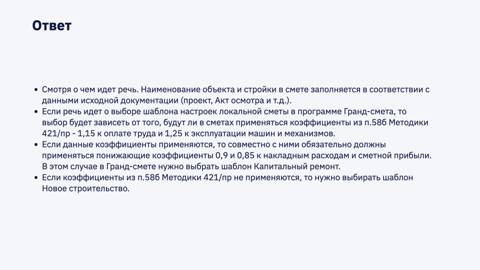 Ответ
• Смотря о чем идет речь. Наименование объекта и стройки в смете заполняется в соответствии с
данными исходной документации (проект, Акт осмотра и т.д.).
• Если речь идет о выборе шаблона настроек локальной сметы в программе Гранд-смета, то
выбор будет зависеть от того, будут ли в сметах применяться коэффициенты из п.58б Методики
421/пр - 1,15 к оплате труда и 1,25 к эксплуатации машин и механизмов.
• Если данные коэффициенты применяются, то совместно с ними обязательно должны
применяться понижающие коэффициенты 0,9 и 0,85 к накладным расходам и сметной прибыли.
В этом случае в Гранд-смете нужно выбрать шаблон Капитальный ремонт.
• Если коэффициенты из п.58б Методики 421/пр не применяются, то нужно выбирать шаблон
Новое строительство.